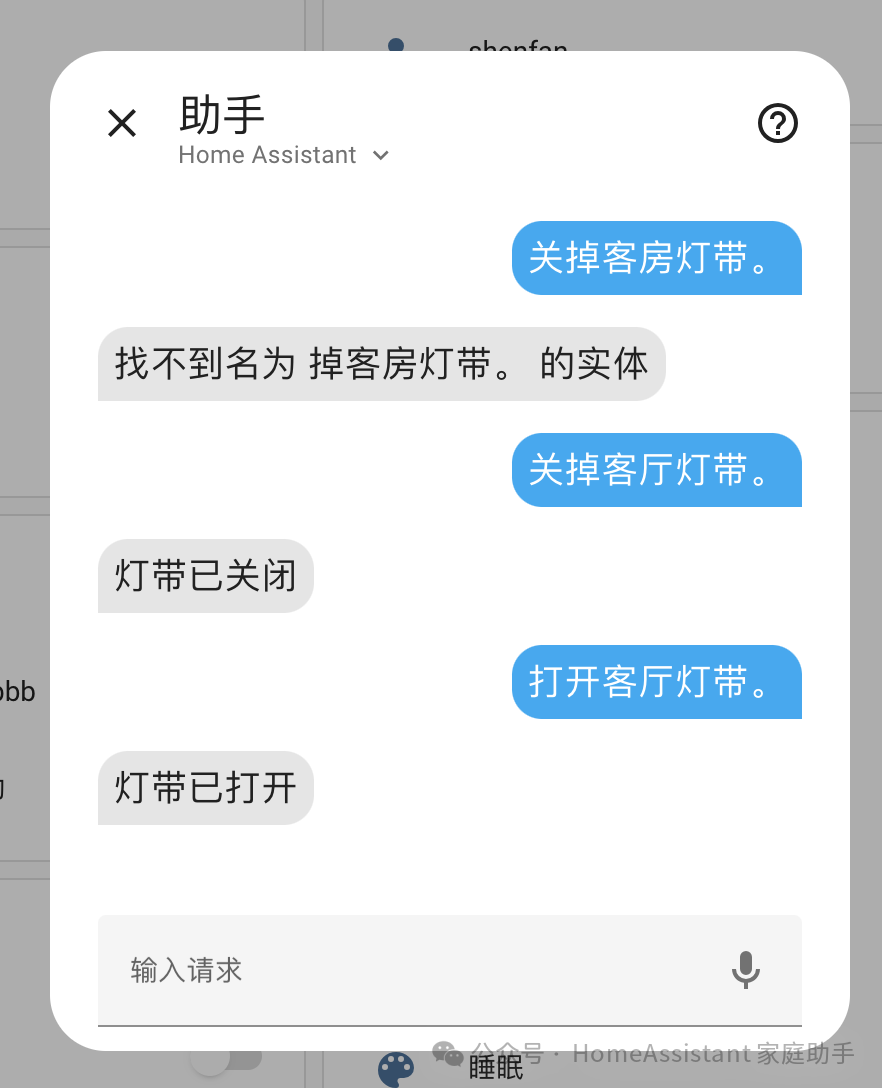 shenfan
助手
Home Assistant
关掉客房灯带。
找不到名为 掉客房灯带。 的实体
关掉客厅灯带。
灯带已关闭
打开客厅灯带。
obb
灯带已打开
输入请求
公众号 · HomeAssistant 家庭助手
睡眠